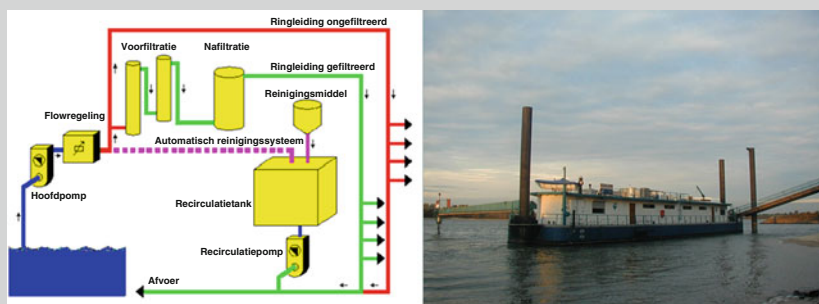 Ringleiding ongefiltreerd
Voorfiltratie
Nafiltratie
Ringleiding gefiltreerd
Reinigingsmiddel
Flowregeling
Automatisch reinigingssysteem
Hoofdpomp
Recirculatietank
Recirculatiepomp
Afvoer